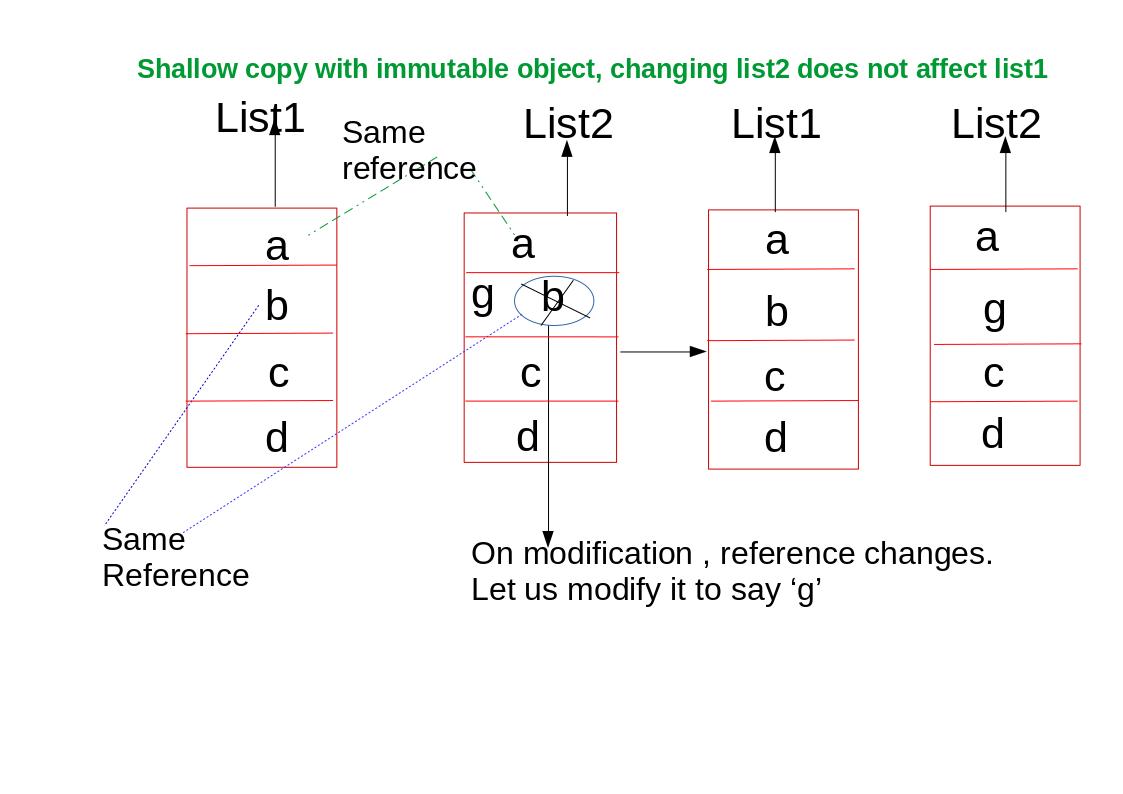 Shallow copy with immutable object, changing list2 does not affect list1
List1
Same
reference
List2
List1
List2
a
b
c
d
a
g b
c
d
a
b
c
d
a
g
c
d
Same
Reference
On modification , reference changes.
Let us modify it to say ‘g’